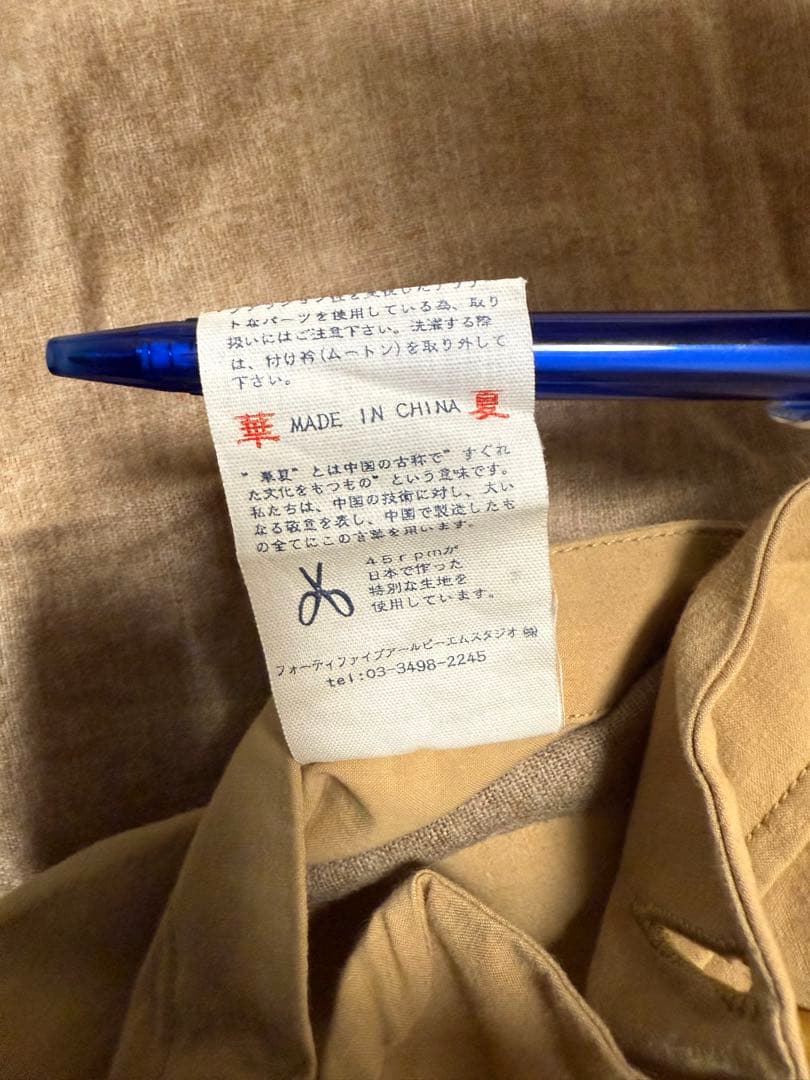 トなパーツを使用している為、取り
扱いにはご注意下さい。洗濯する際
は、付け衿(ムートン)を取り外して
下さい。
華 MADE IN CHINA 夏
"華夏"とは中国の古称で"すぐれ
た文化をもつもの"という意味です。
私たちは、中国の技術に対し、大い
なる敬意を表し、中国で製造したも
の全てにこの言葉を用います。
45rpmが
日本で作った
特別な生地を
使用しています。
フォーティファイブアールピーエムスタジオ㈱
tel:03-3498-2245